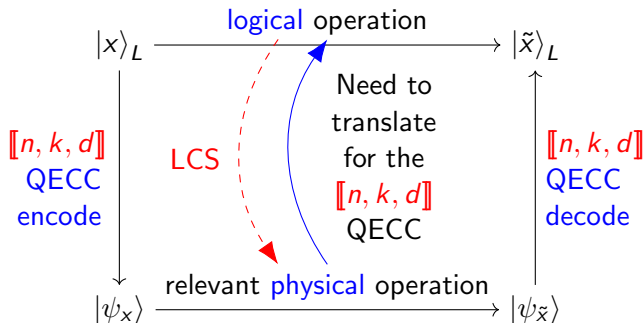 logical operation
|x⟩_L
|x̃⟩_L
Need to
translate
for the
⟦n, k, d⟧
QECC
LCS
⟦n, k, d⟧
QECC
encode
⟦n, k, d⟧
QECC
decode
relevant physical operation
|ψ_x⟩
|ψ_x̃⟩